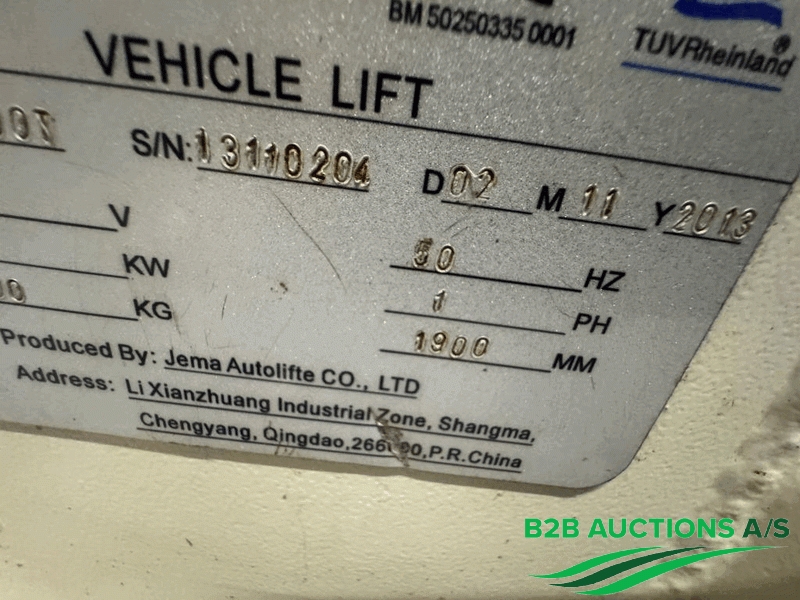 BM 50250335 0001
TUVRheinland®
VEHICLE LIFT
S/N: 13110204 D 02 M 11 Y 2013
V
KW 50 HZ
KG 1 PH
1900 MM
Produced By: Jema Autolifte CO., LTD
Address: Li Xianzhuang Industrial Zone, Shangma,
Chengyang, Qingdao, P.R.China
B2B AUCTIONS A/S